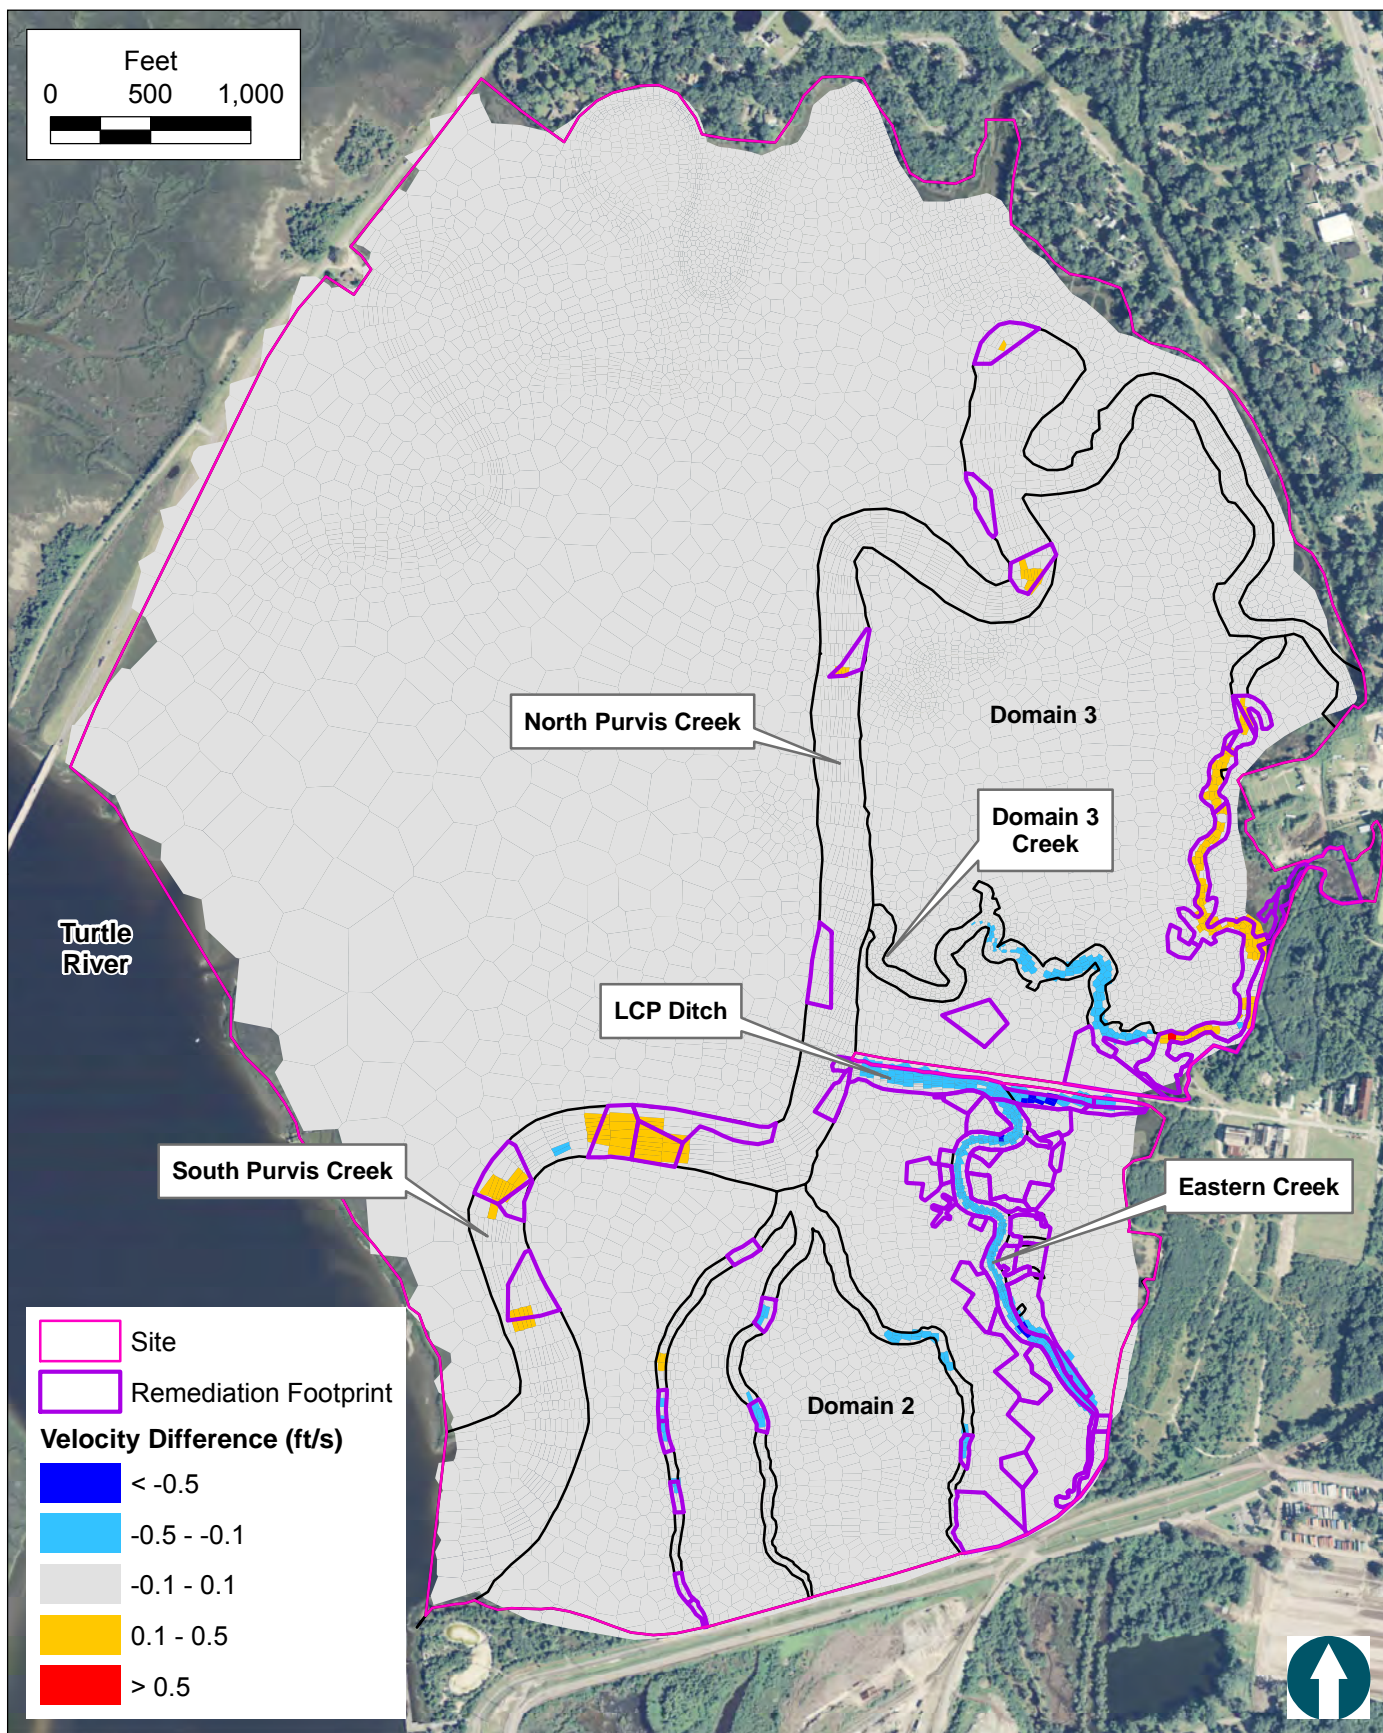 Feet
0 500 1,000
North Purvis Creek
Domain 3
Domain 3
Creek
Turtle
River
LCP Ditch
South Purvis Creek
Eastern Creek
Domain 2
Site
Remediation Footprint
Velocity Difference (ft/s)
< -0.5
-0.5 - -0.1
-0.1 - 0.1
0.1 - 0.5
> 0.5